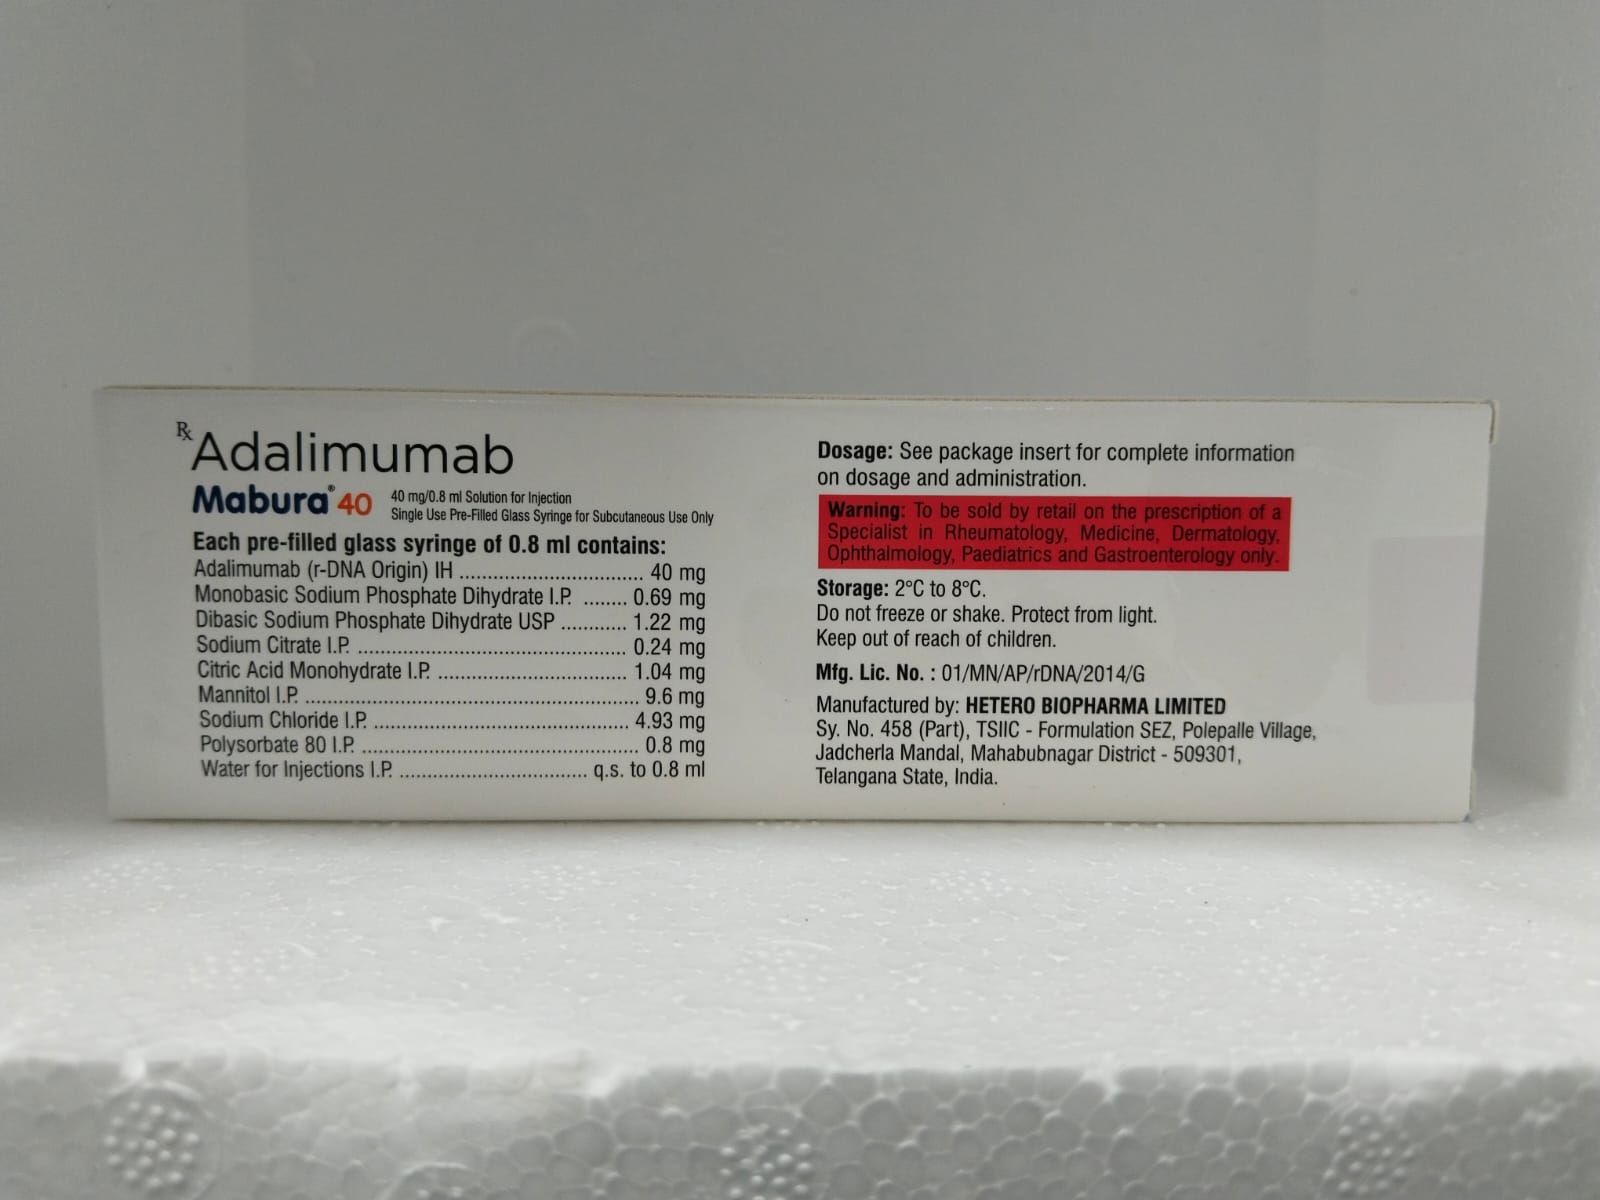 Rx Adalimumab
Mabura® 40
40 mg/0.8 ml Solution for Injection
Single Use Pre-Filled Glass Syringe for Subcutaneous Use Only
Each pre-filled glass syringe of 0.8 ml contains:
Adalimumab (r-DNA Origin) IH ................................ 40 mg
Monobasic Sodium Phosphate Dihydrate I.P. ........ 0.69 mg
Dibasic Sodium Phosphate Dihydrate USP ............ 1.22 mg
Sodium Citrate I.P. ................................................ 0.24 mg
Citric Acid Monohydrate I.P. ................................. 1.04 mg
Mannitol I.P. ........................................................... 9.6 mg
Sodium Chloride I.P. ............................................. 4.93 mg
Polysorbate 80 I.P. ................................................. 0.8 mg
Water for Injections I.P. ................................. q.s. to 0.8 ml
Dosage: See package insert for complete information
on dosage and administration.
Warning: To be sold by retail on the prescription of a
Specialist in Rheumatology, Medicine, Dermatology,
Ophthalmology, Paediatrics and Gastroenterology only.
Storage: 2°C to 8°C.
Do not freeze or shake. Protect from light.
Keep out of reach of children.
Mfg. Lic. No. : 01/MN/AP/rDNA/2014/G
Manufactured by: HETERO BIOPHARMA LIMITED
Sy. No. 458 (Part), TSIIC - Formulation SEZ, Polepalle Village,
Jadcherla Mandal, Mahabubnagar District - 509301,
Telangana State, India.